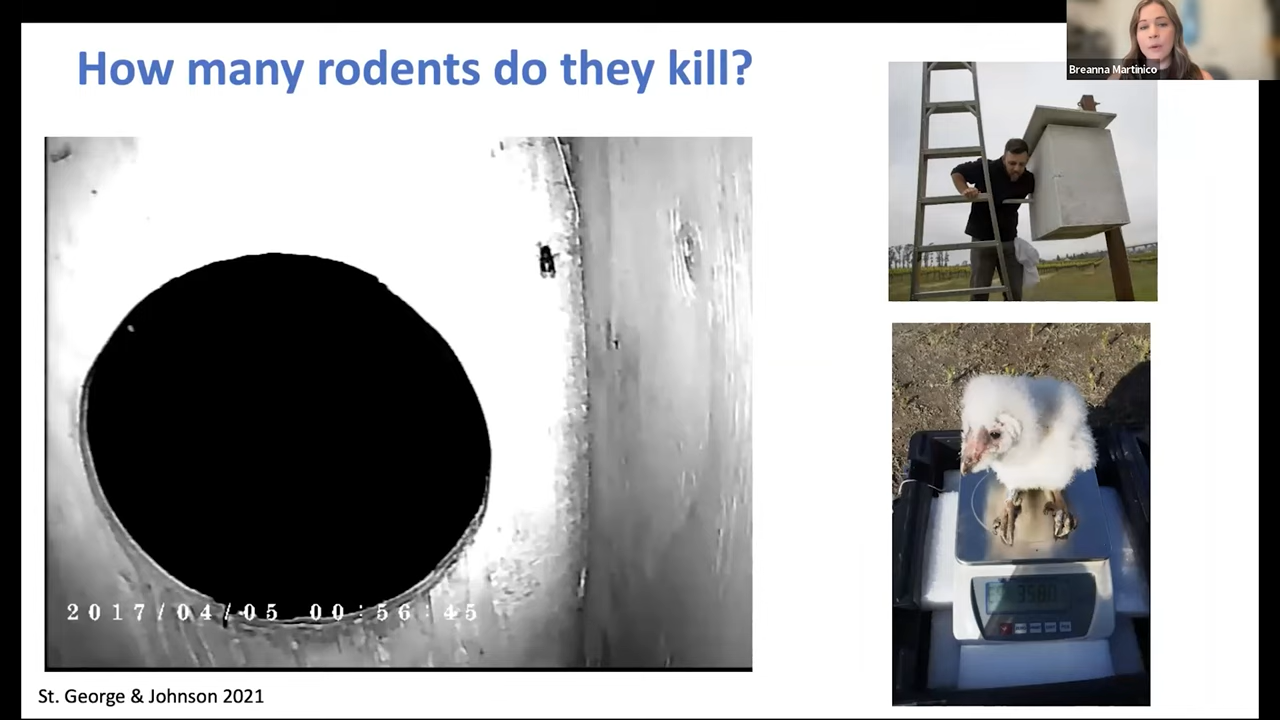 How many rodents do they kill?
Breanna Martinico
2017/04/05 00:56:45
St. George & Johnson 2021